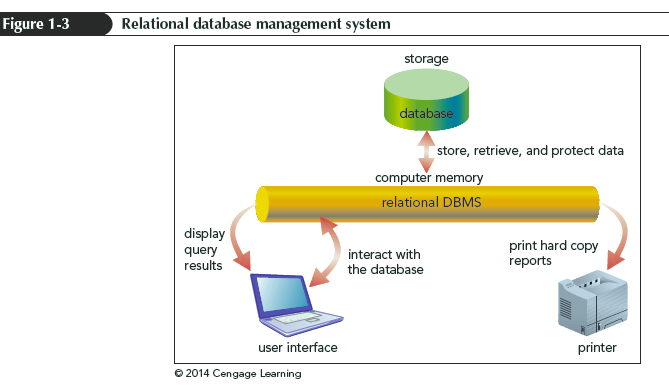 Figure 1-3 Relational database management system
storage
database
store, retrieve, and protect data
computer memory
relational DBMS
display
query
results
interact with
the database
print hard copy
reports
user interface
printer
© 2014 Cengage Learning